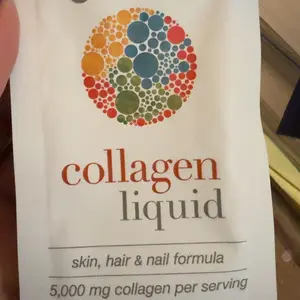 collagen
liquid
skin, hair & nail formula
5,000 mg collagen per serving